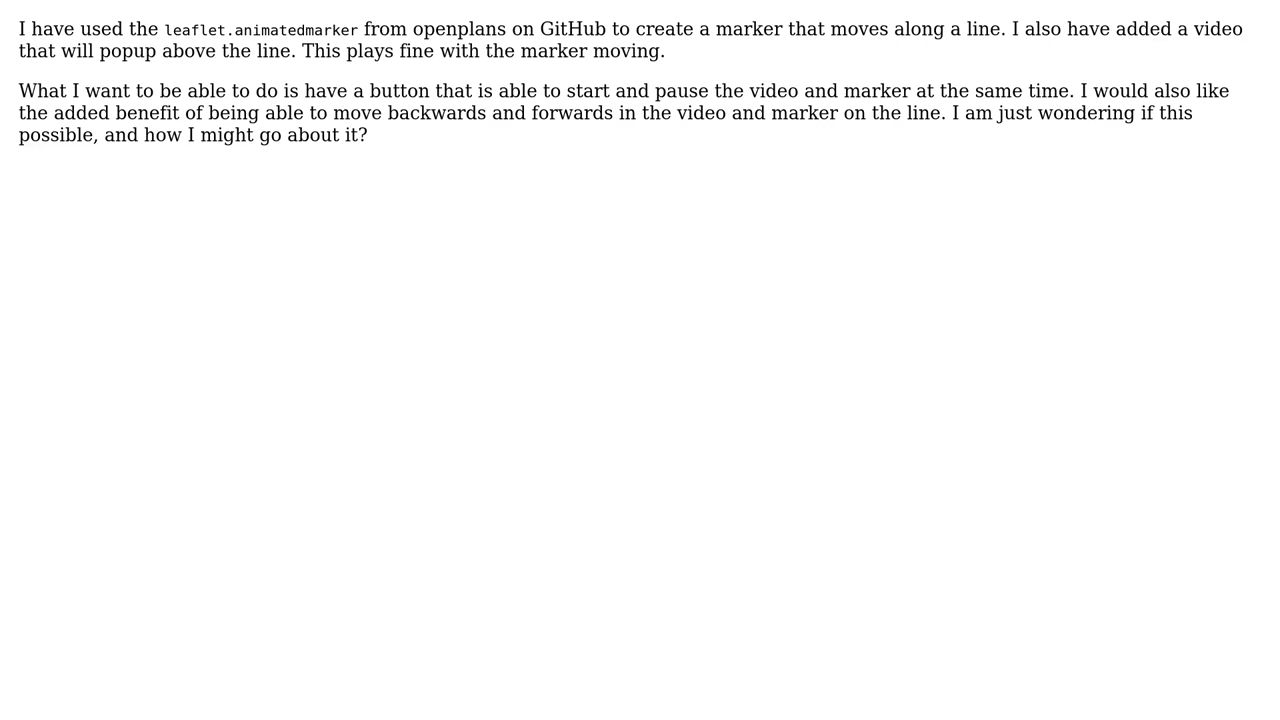 I have used the leaflet.animatedmarker from openplans on GitHub to create a marker that moves along a line. I also have added a video
that will popup above the line. This plays fine with the marker moving.
What I want to be able to do is have a button that is able to start and pause the video and marker at the same time. I would also like
the added benefit of being able to move backwards and forwards in the video and marker on the line. I am just wondering if this
possible, and how I might go about it?